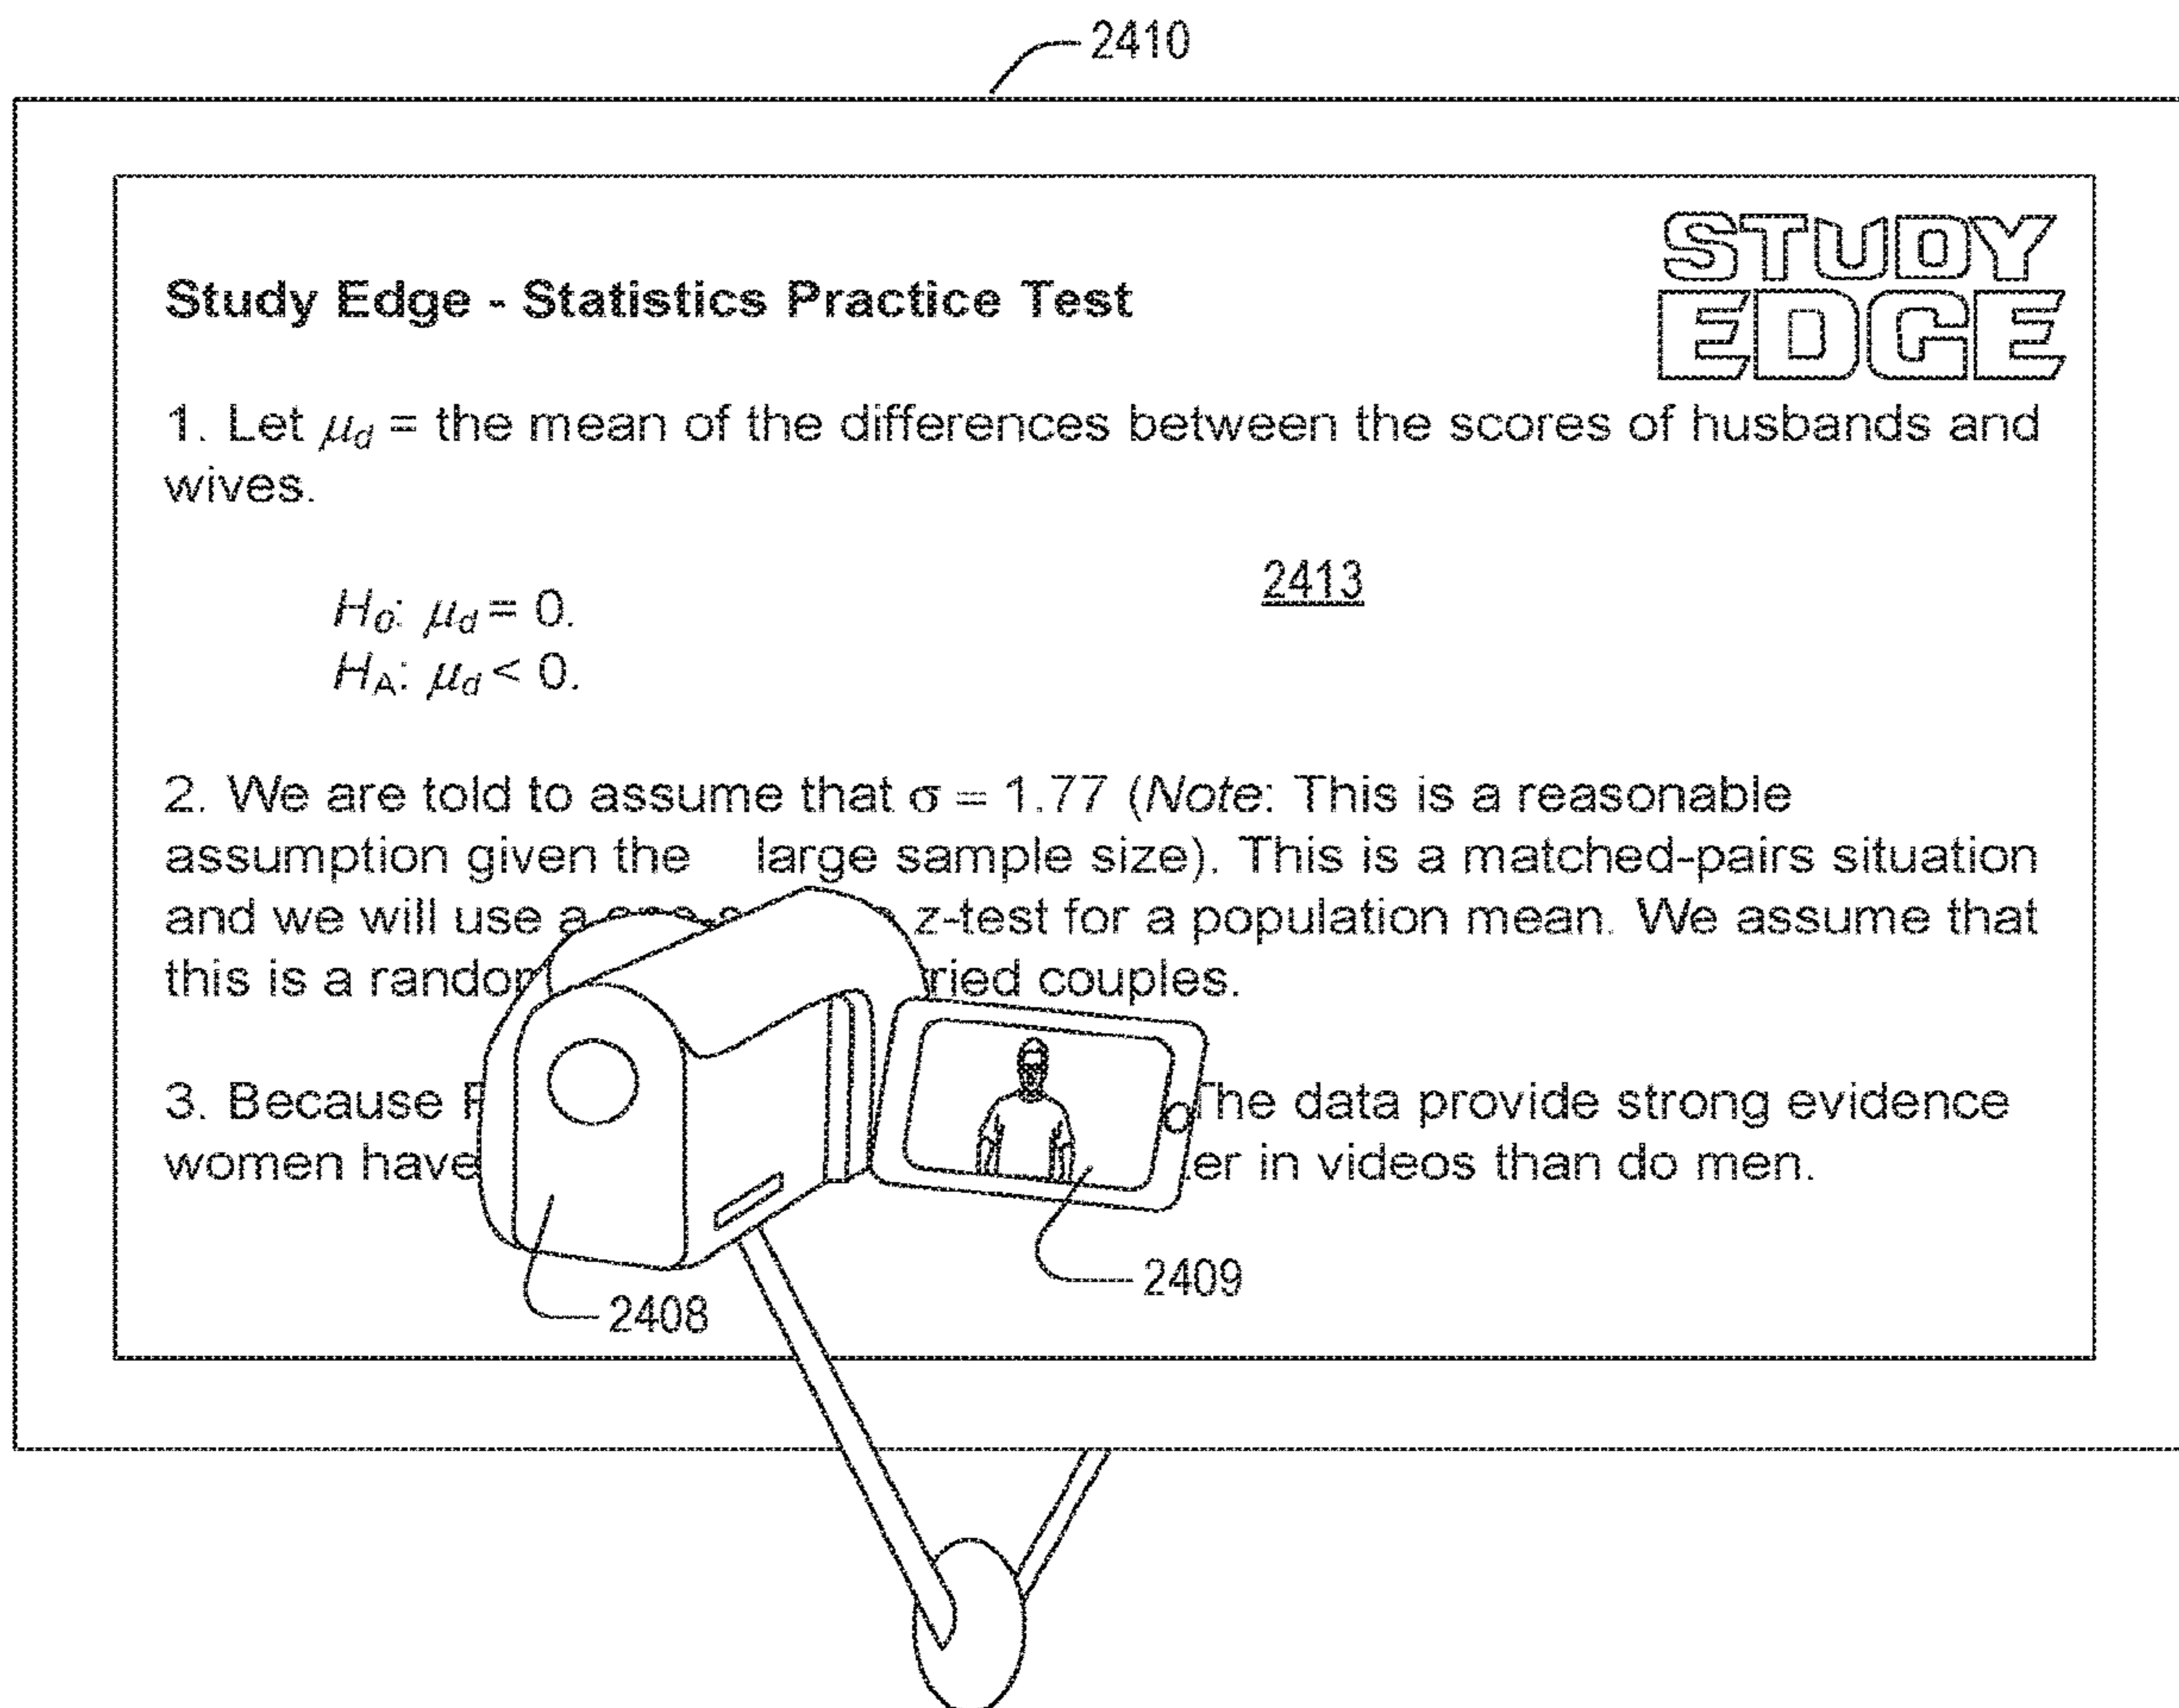 2410
STUDY
EDGE
Study Edge - Statistics Practice Test
1. Let μd = the mean of the differences between the scores of husbands and
wives.
2413
H0: μd = 0.
HA: μd < 0.
2. We are told to assume that σ = 1.77 (Note: This is a reasonable
assumption given the large sample size). This is a matched-pairs situation
and we will use a z-test for a population mean. We assume that
this is a couples.
3. Because The data provide strong evidence
women have in videos than do men.
2409
2408